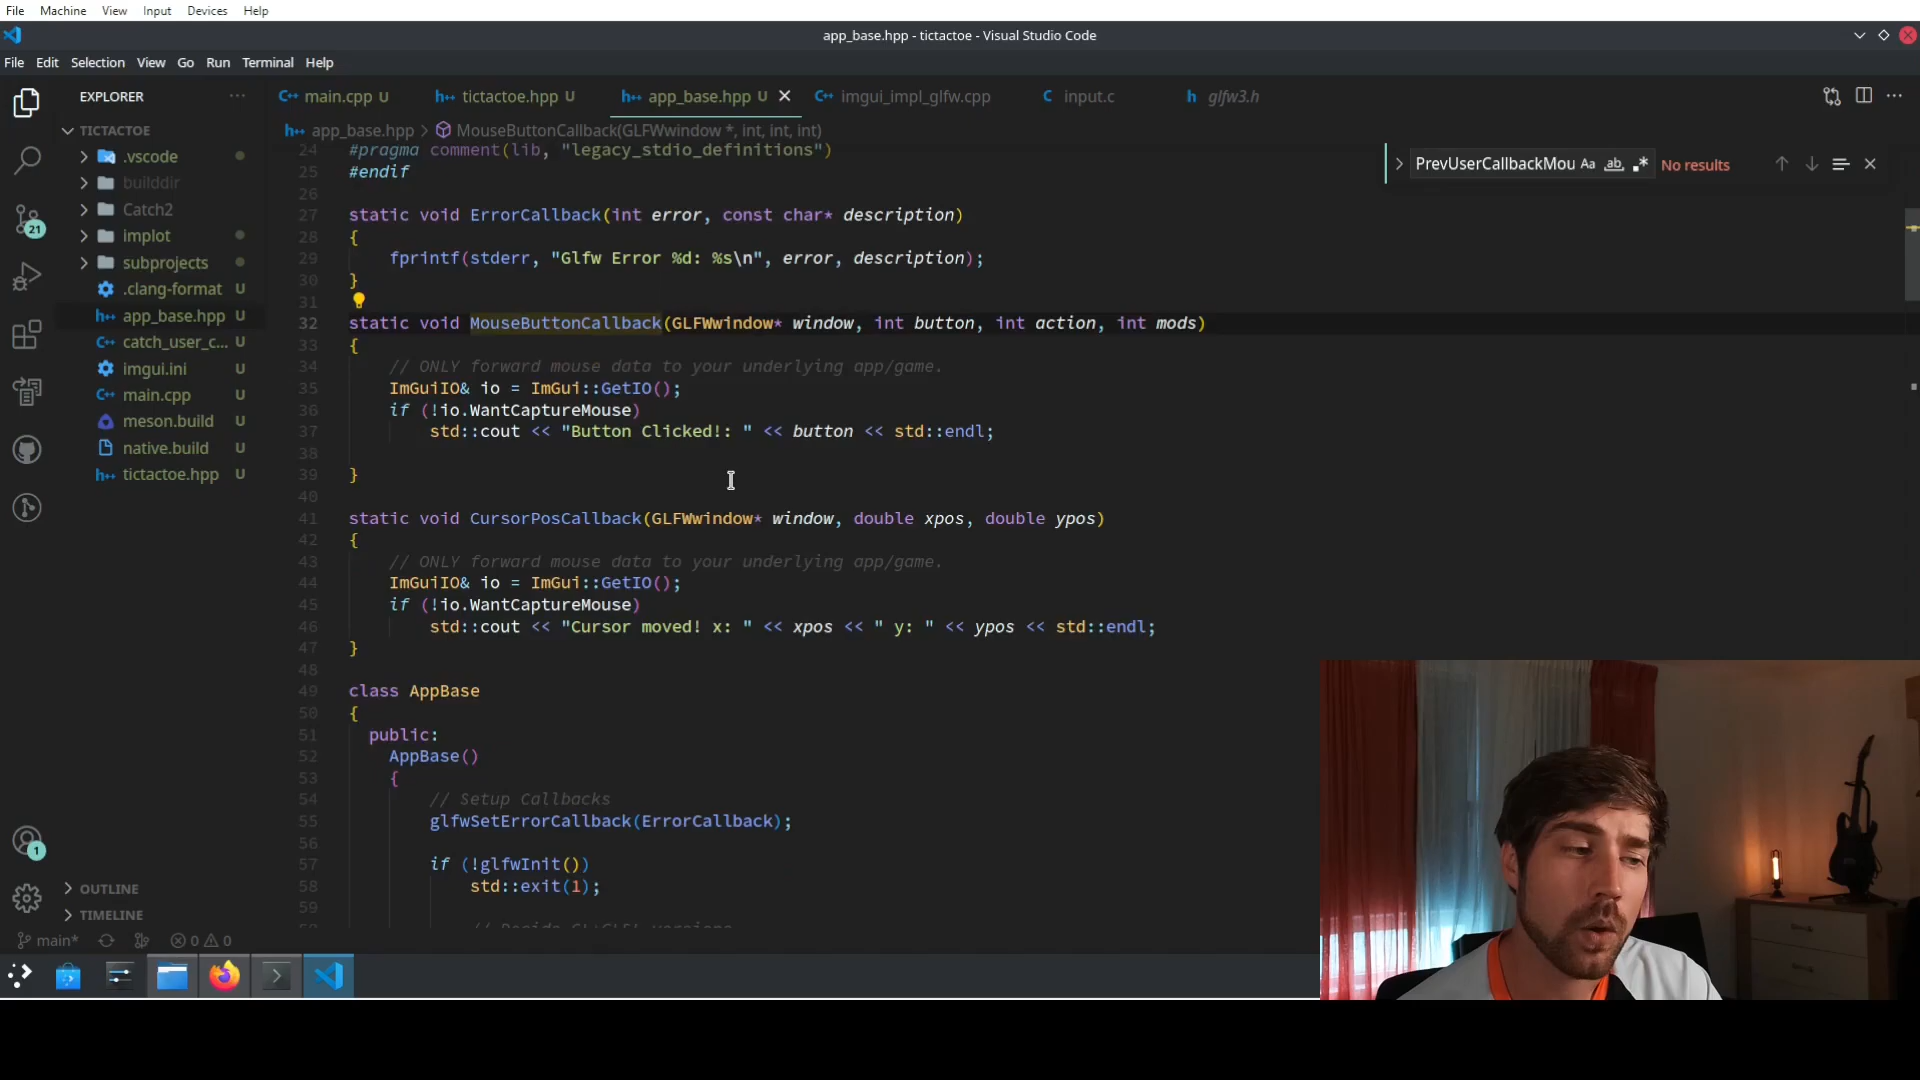 File Machine View Input Devices Help
app_base.hpp - tictactoe - Visual Studio Code
File Edit Selection View Go Run Terminal Help
EXPLORER
main.cpp U
tictactoe.hpp U
app_base.hpp U
imgui_impl_glfw.cpp
C input.c
h glfw3.h
TICTACTOE
app_base.hpp > MouseButtonCallback(GLFWwindow *, int, int, int)
PrevUserCallbackMou Aa ab No results
.vscode
builddir
Catch2
implot
subprojects
.clang-format U
app_base.hpp U
catch_user_c... U
imgui.ini U
main.cpp U
meson.build U
native.build U
tictactoe.hpp U
21
1
OUTLINE
TIMELINE
24 #pragma comment(lib, "legacy_stdio_definitions")
25 #endif
26
27 static void ErrorCallback(int error, const char* description)
28 {
29 fprintf(stderr, "Glfw Error %d: %s\n", error, description);
30 }
31
32 static void MouseButtonCallback(GLFWwindow* window, int button, int action, int mods)
33 {
34 // ONLY forward mouse data to your underlying app/game.
35 ImGuiIO& io = ImGui::GetIO();
36 if (!io.WantCaptureMouse)
37 std::cout << "Button Clicked!: " << button << std::endl;
38
39 }
40
41 static void CursorPosCallback(GLFWwindow* window, double xpos, double ypos)
42 {
43 // ONLY forward mouse data to your underlying app/game.
44 ImGuiIO& io = ImGui::GetIO();
45 if (!io.WantCaptureMouse)
46 std::cout << "Cursor moved! x: " << xpos << " y: " << ypos << std::endl;
47 }
48
49 class AppBase
50 {
51 public:
52 AppBase()
53 {
54 // Setup Callbacks
55 glfwSetErrorCallback(ErrorCallback);
56
57 if (!glfwInit())
58 std::exit(1);
59
main* 0 0